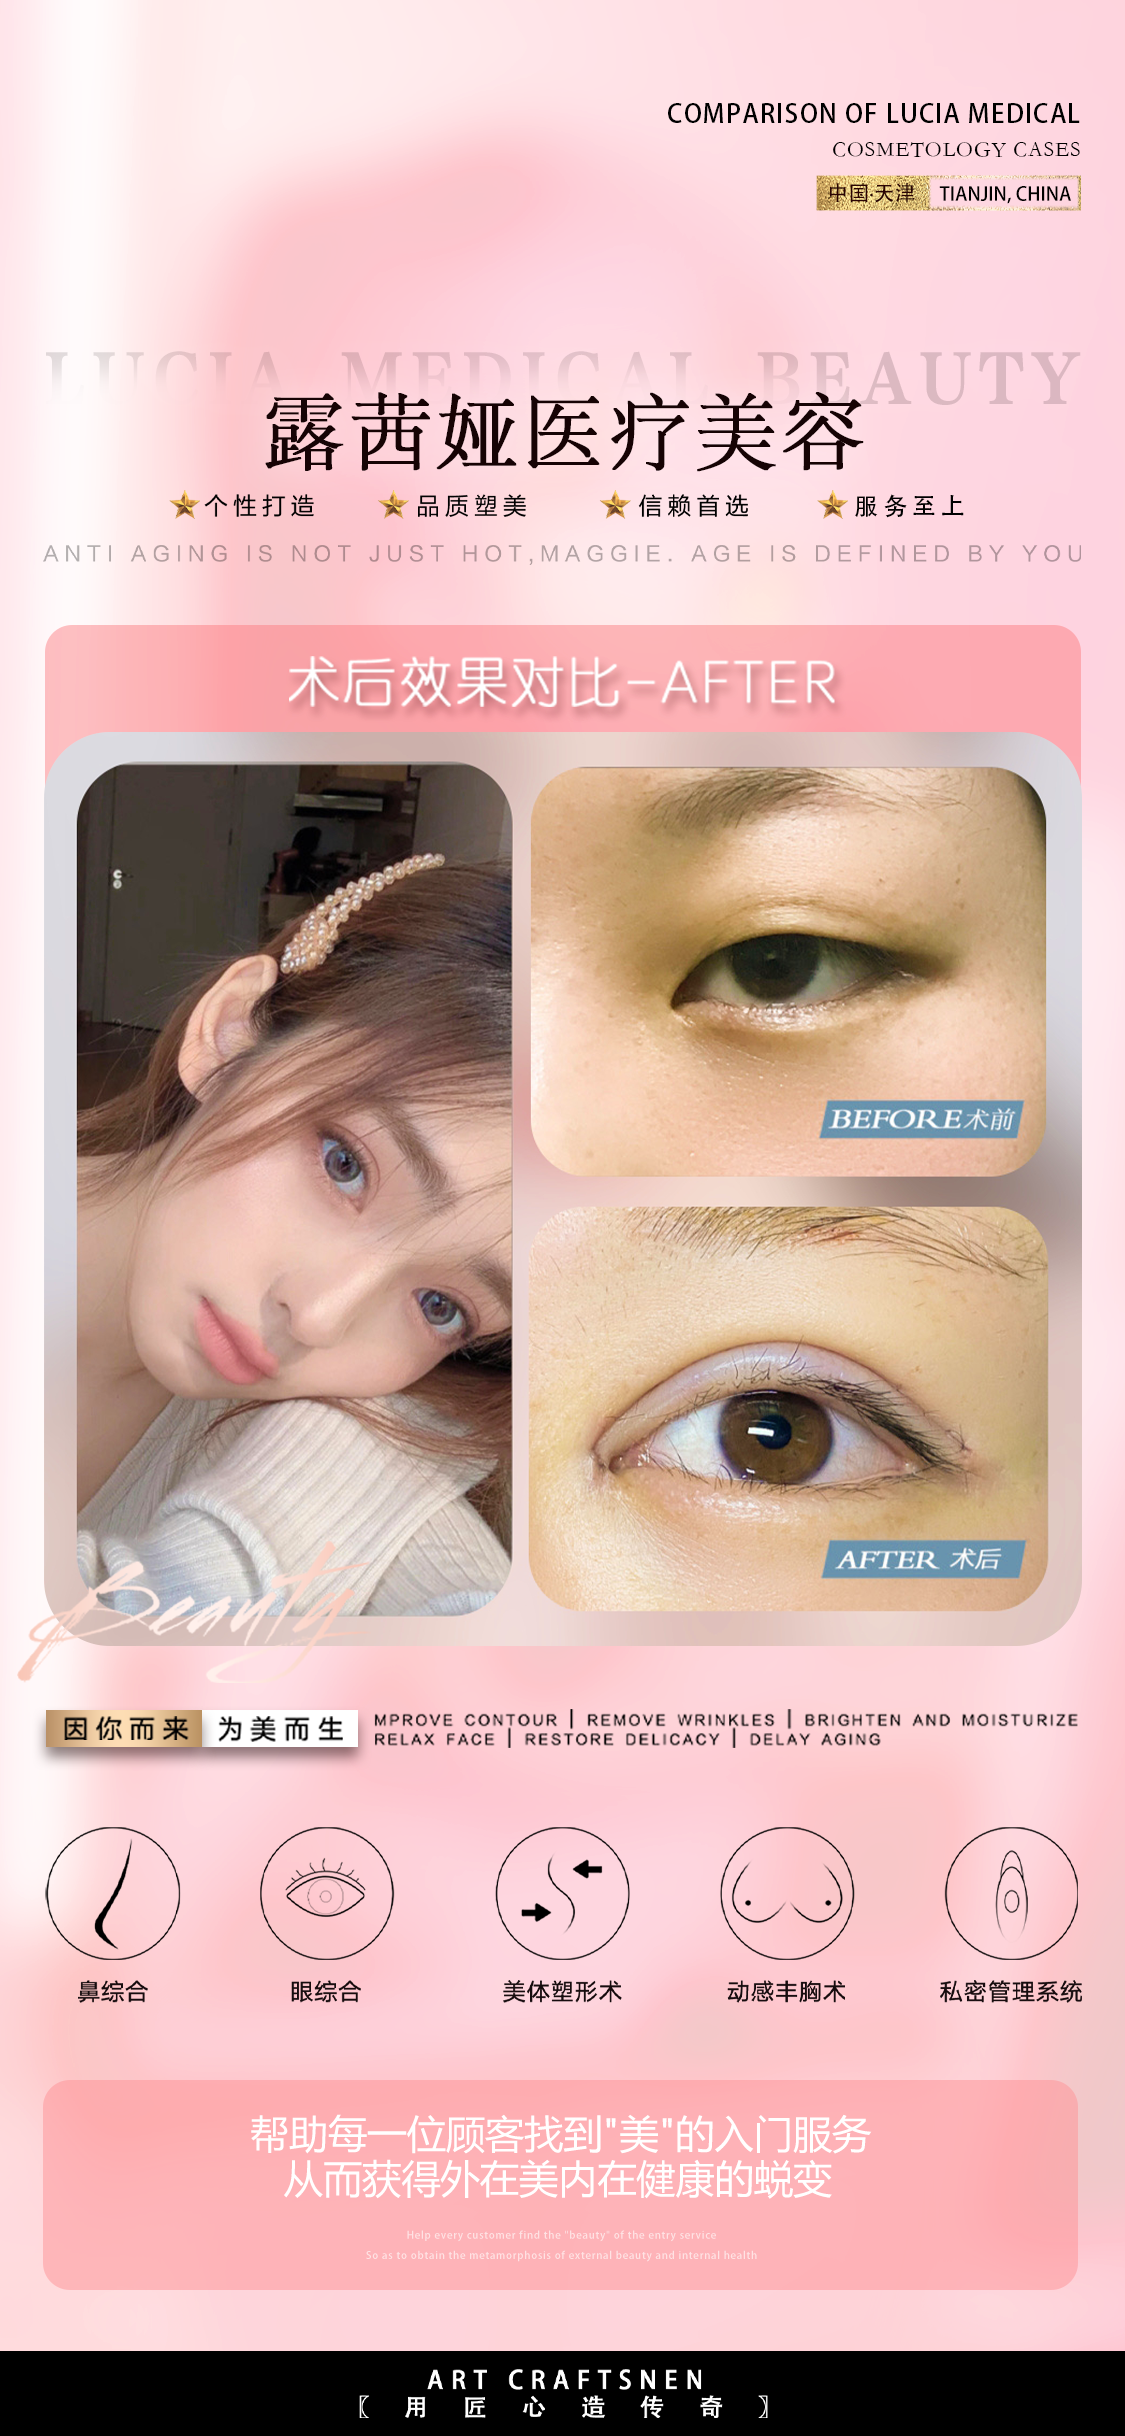 COMPARISON OF LUCIA MEDICAL
COSMETOLOGY CASES
中国·天津 TIANJIN, CHINA
LUCIA MEDICAL BEAUTY
露茜娅医疗美容
个性打造 品质塑美 信赖首选 服务至上
ANTI AGING IS NOT JUST HOT,MAGGIE. AGE IS DEFINED BY YOU
术后效果对比-AFTER
BEFORE术前
AFTER 术后
Beauty
因你而来 为美而生
MPROVE CONTOUR | REMOVE WRINKLES | BRIGHTEN AND MOISTURIZE
RELAX FACE | RESTORE DELICACY | DELAY AGING
鼻综合 眼综合 美体塑形术 动感丰胸术 私密管理系统
帮助每一位顾客找到"美"的入门服务
从而获得外在美内在健康的蜕变
Help every customer find the "beauty" of the entry service
So as to obtain the metamorphosis of external beauty and internal health
ART CRAFTSNEN
〖用匠心造传奇〗